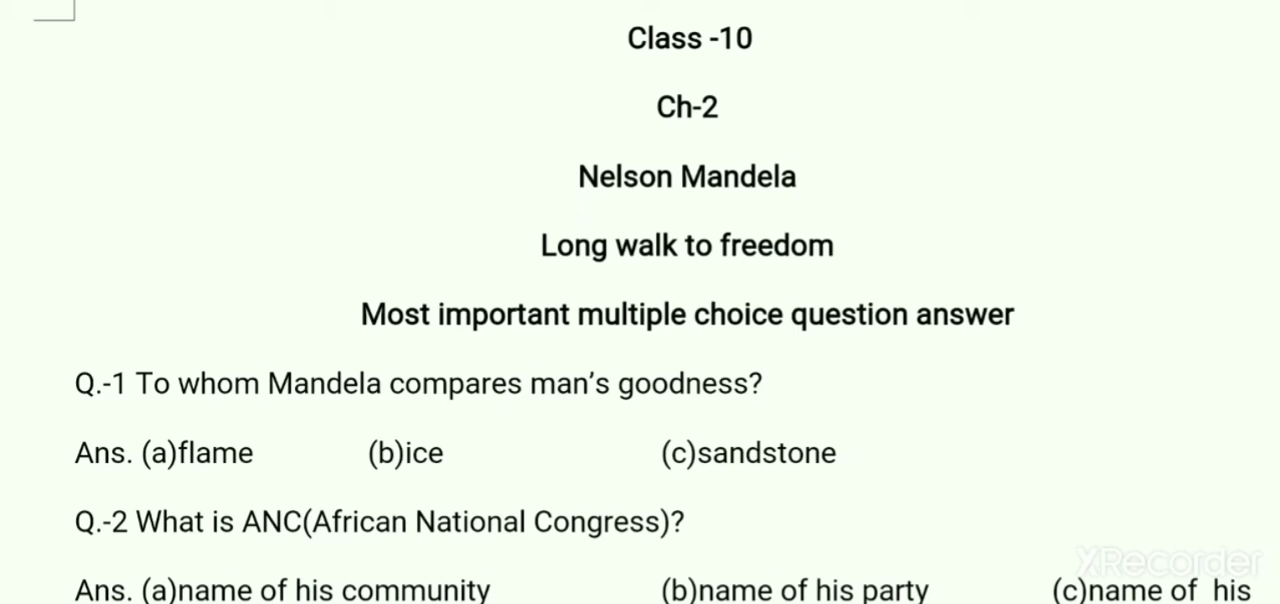 Class -10
Ch-2
Nelson Mandela
Long walk to freedom
Most important multiple choice question answer
Q.-1 To whom Mandela compares man’s goodness?
Ans. (a)flame (b)ice (c)sandstone
Q.-2 What is ANC(African National Congress)?
XRecorder
Ans. (a)name of his community (b)name of his party (c)name of his